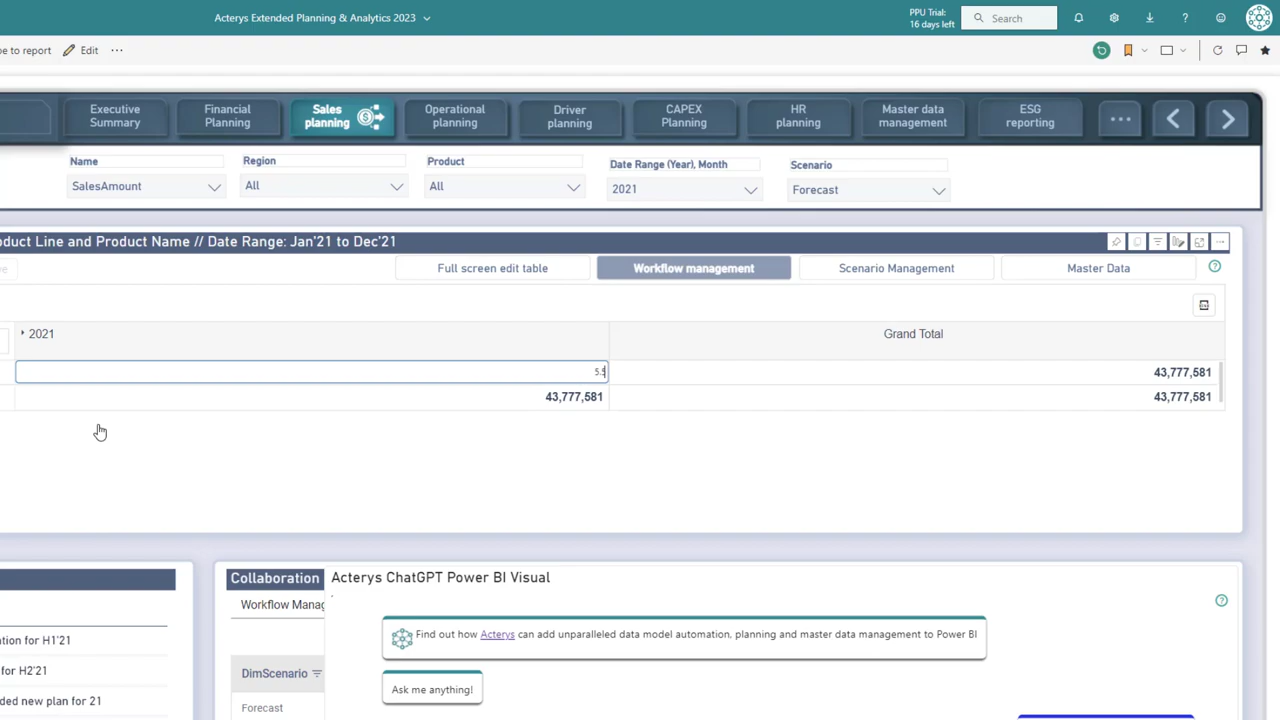 Acterys Extended Planning & Analytics 2023
PPU Trial:
16 days left
Search
e to report
Edit
Executive
Summary
Financial
Planning
Sales
planning
Operational
planning
Driver
planning
CAPEX
Planning
HR
planning
Master data
management
ESG
reporting
Name
Region
Product
Date Range (Year), Month
Scenario
SalesAmount
All
All
2021
Forecast
duct Line and Product Name // Date Range: Jan'21 to Dec'21
Full screen edit table
Workflow management
Scenario Management
Master Data
2021
Grand Total
5.5
43,777,581
43,777,581
43,777,581
Collaboration
Acterys ChatGPT Power BI Visual
Workflow Manag
Find out how Acterys can add unparalleled data model automation, planning and master data management to Power BI
tion for H1'21
for H2'21
DimScenario
Ask me anything!
ded new plan for 21
Forecast